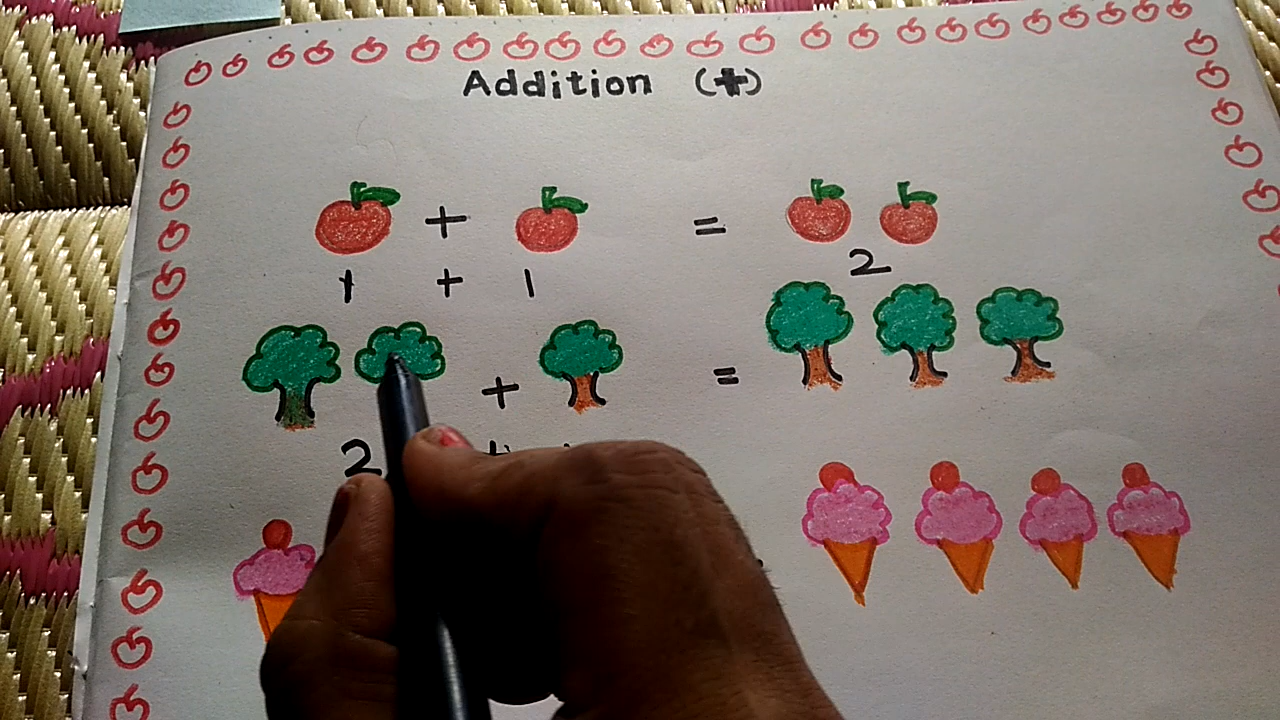 Addition (+)
+ =
1 + 1 2
+ =
2 +